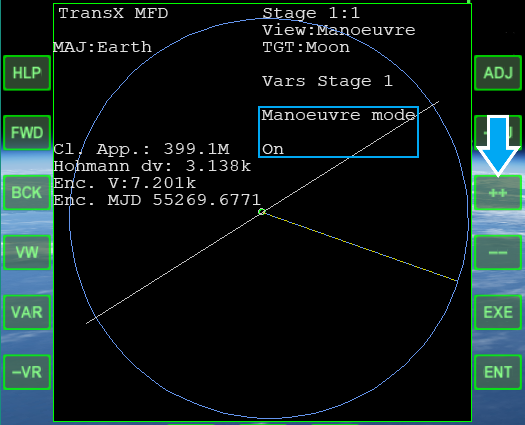 TransX MFD
Stage 1:1
View:Manoeuvre
MAJ:Earth
TGT:Moon
Vars Stage 1
Manoeuvre mode
On
Cl. App.: 399.1M
Hohmann dv: 3.138k
Enc. V:7.201k
Enc. MJD 55269.6771
HLP
FWD
BCK
VW
VAR
-VR
ADJ
++
--
EXE
ENT